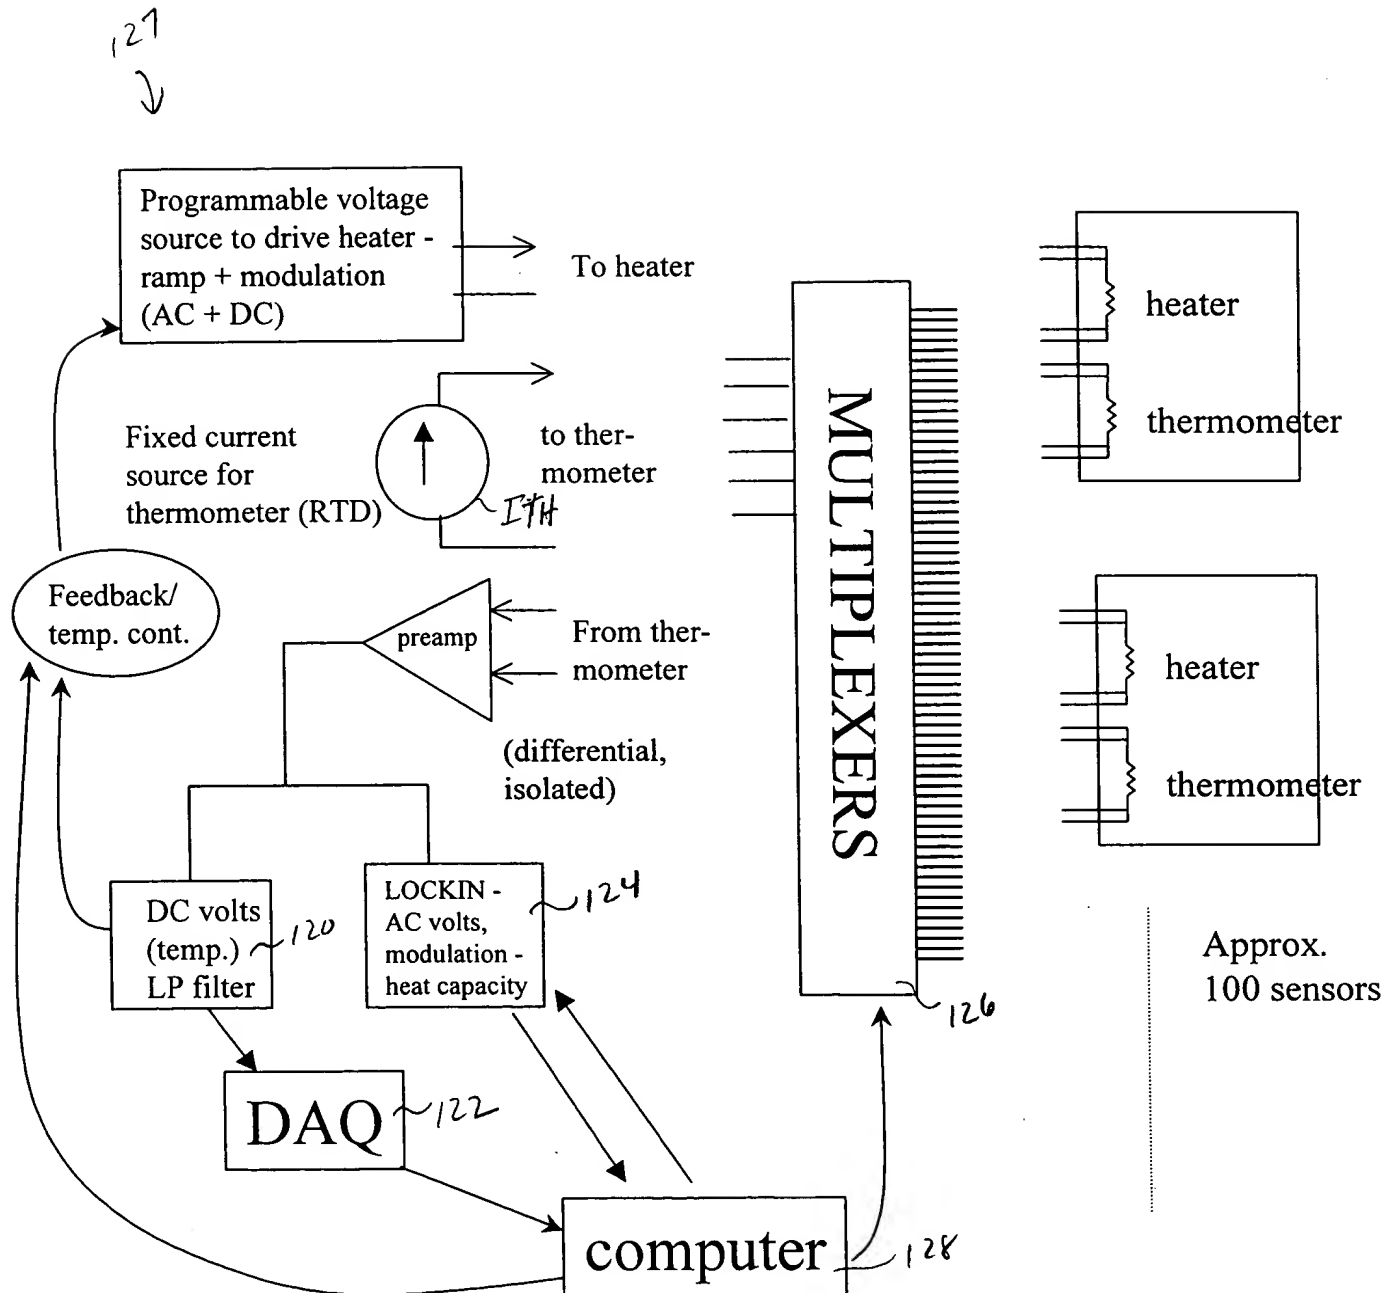 127
Programmable voltage
source to drive heater -
ramp + modulation
(AC + DC)
To heater
Fixed current
source for
thermometer (RTD)
to ther-
mometer
ITH
Feedback/
temp. cont.
preamp
From ther-
mometer
(differential,
isolated)
DC volts
(temp.)
LP filter
120
LOCKIN -
AC volts,
modulation -
heat capacity
124
DAQ
122
computer
128
MULTIPLEXERS
126
heater
thermometer
heater
thermometer
Approx.
100 sensors